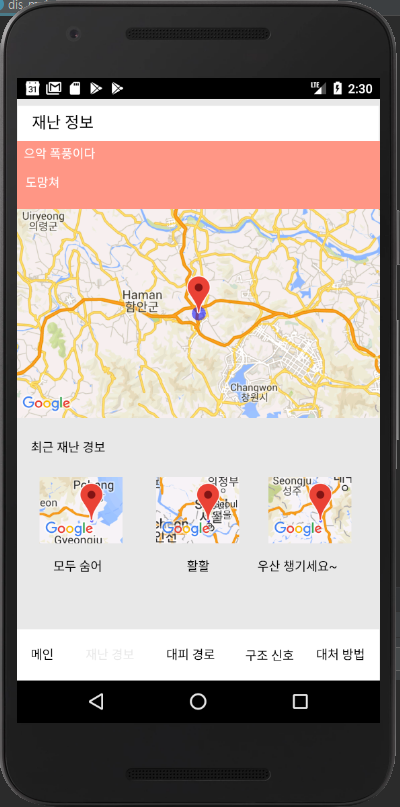 dis_m
31
LTE
2:30
재난 정보
으악 폭풍이다
도망쳐
Uiryeong
의령군
Haman
함안군
Changwon
창원시
Google
최근 재난 경보
의정부
Seongju
성주
eon
Google
Google
Google
Gyeongju
모두 숨어
활활
우산 챙기세요~
메인
재난 경보
대피 경로
구조 신호
대처 방법